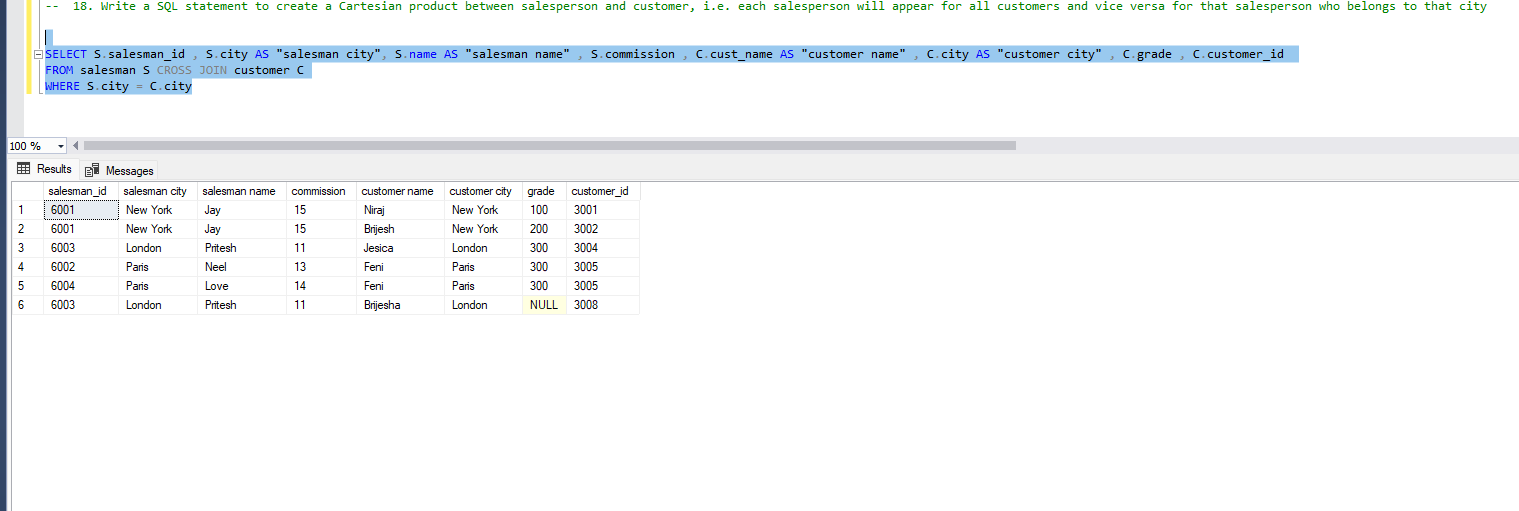 -- 18. Write a SQL statement to create a Cartesian product between salesperson and customer, i.e. each salesperson will appear for all customers and vice versa for that salesperson who belongs to that city
SELECT S.salesman_id , S.city AS "salesman city", S.name AS "salesman name" , S.commission , C.cust_name AS "customer name" , C.city AS "customer city" , C.grade , C.customer_id
FROM salesman S CROSS JOIN customer C
WHERE S.city = C.city
100 %
Results Messages
salesman_id salesman city salesman name commission customer name customer city grade customer_id
1 6001 New York Jay 15 Niraj New York 100 3001
2 6001 New York Jay 15 Brijesh New York 200 3002
3 6003 London Pritesh 11 Jesica London 300 3004
4 6002 Paris Neel 13 Feni Paris 300 3005
5 6004 Paris Love 14 Feni Paris 300 3005
6 6003 London Pritesh 11 Brijesha London NULL 3008